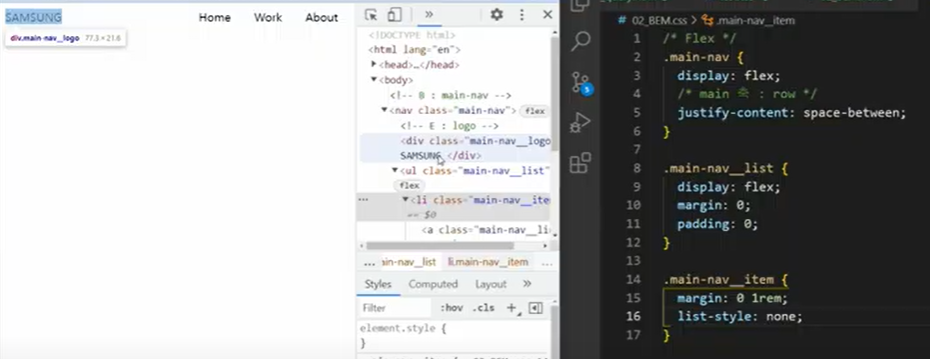 SAMSUNG
Home Work About
div.main-nav__logo 77.3 × 21.6
<!DOCTYPE html>
<html lang="en">
<head>…</head>
<body>
<!-- B : main-nav -->
<nav class="main-nav"> flex
<!-- E : logo -->
<div class="main-nav__logo
SAMSUNG </div>
<ul class="main-nav__list"
flex
<li class="main-nav__ite
== $0
<a class="main-nav__li
... ain-nav__list li.main-nav__item ...
Styles Computed Layout
Filter :hov .cls
element.style {
}
# 02_BEM.css > .main-nav__item
1 /* Flex */
2 .main-nav {
3 display: flex;
4 /* main 축 : row */
5 justify-content: space-between;
6 }
7
8 .main-nav__list {
9 display: flex;
10 margin: 0;
11 padding: 0;
12 }
13
14 .main-nav__item {
15 margin: 0 1rem;
16 list-style: none;
17 }